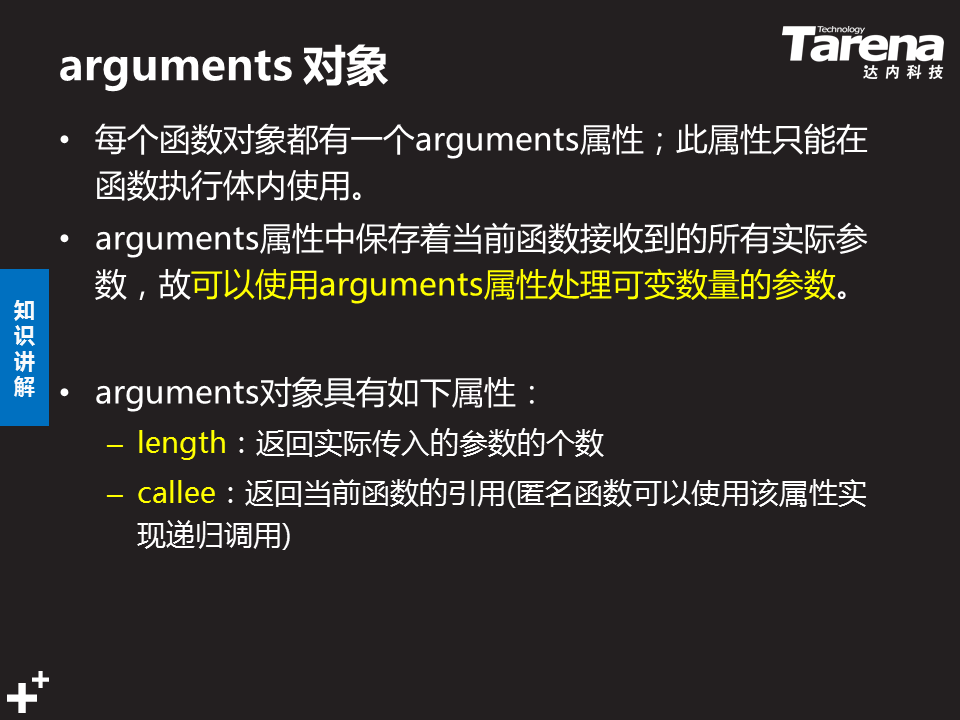 arguments 对象
Technology
Tarena
达内科技
• 每个函数对象都有一个arguments属性；此属性只能在
函数执行体内使用。
• arguments属性中保存着当前函数接收到的所有实际参
数，故可以使用arguments属性处理可变数量的参数。
知
识
讲
解
• arguments对象具有如下属性：
– length：返回实际传入的参数的个数
– callee：返回当前函数的引用(匿名函数可以使用该属性实
现递归调用)